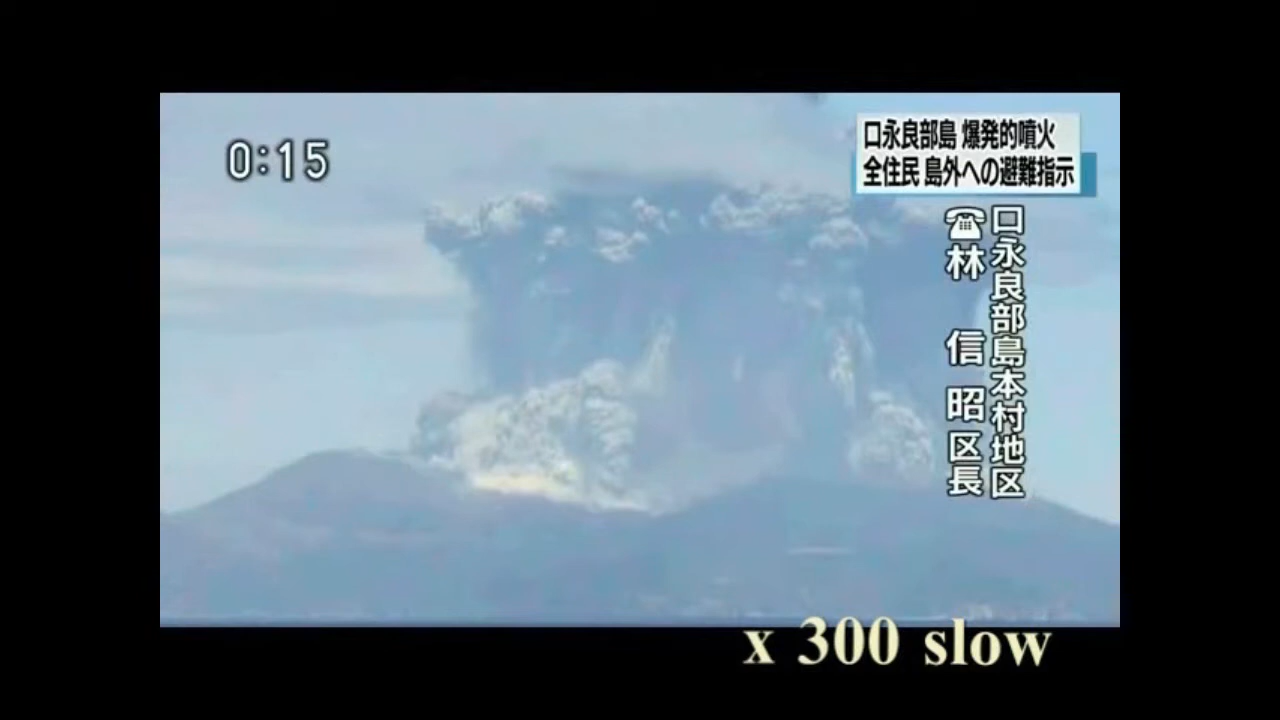 0:15
口永良部島 爆発的噴火
全住民 島外への避難指示
口永良部島本村地区
☎林 信昭区長
x 300 slow